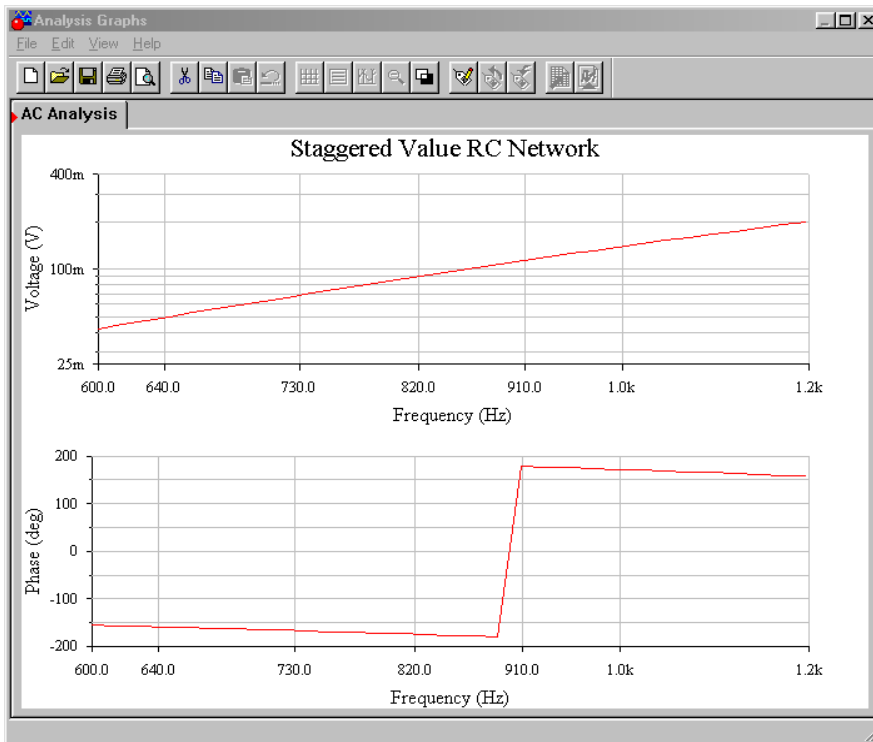 Analysis Graphs
File Edit View Help
AC Analysis
Staggered Value RC Network
400m
100m
25m
Voltage (V)
600.0 640.0 730.0 820.0 910.0 1.0k 1.2k
Frequency (Hz)
200
100
0
-100
-200
Phase (deg)
600.0 640.0 730.0 820.0 910.0 1.0k 1.2k
Frequency (Hz)